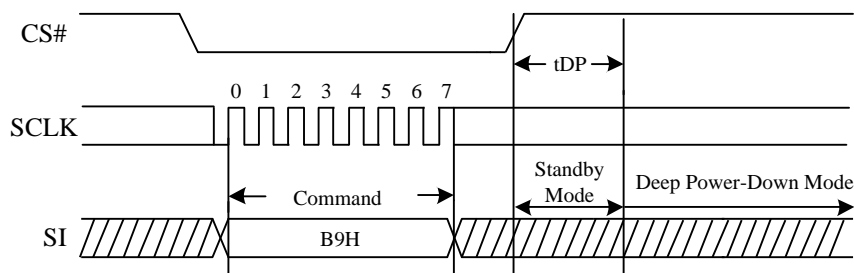 CS#
tDP
0 1 2 3 4 5 6 7
SCLK
Command
Standby
Mode
Deep Power-Down Mode
SI
B9H